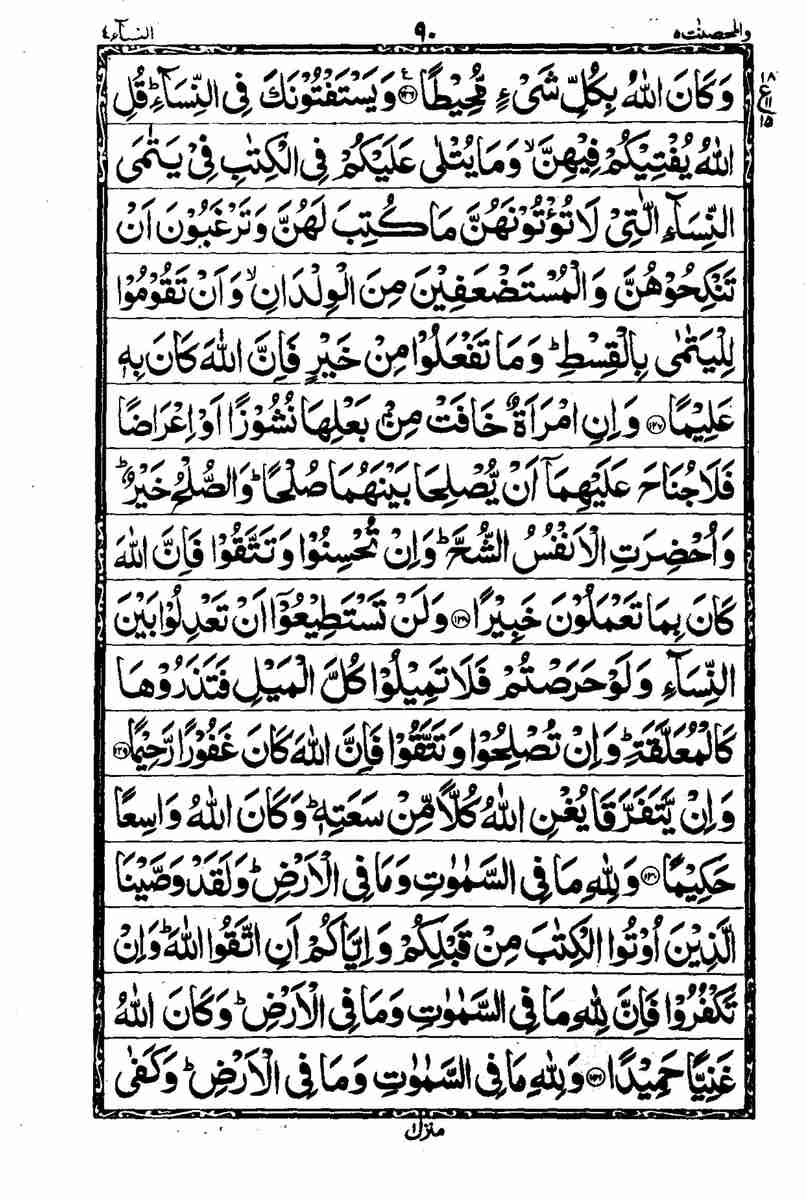 والمحصنٰت ٥
٩٠
النسآء ٤
وَكَانَ اللّٰهُ بِكُلِّ شَیْءٍ مُّحِیْطًا ۧ﴿١٢٦﴾ وَیَسْتَفْتُوْنَكَ فِی النِّسَآءِ ؕ قُلِ
١٨ ع ١١ ١٥
اللّٰهُ یُفْتِیْكُمْ فِیْهِنَّ ۙ وَمَا یُتْلٰی عَلَیْكُمْ فِی الْكِتٰبِ فِیْ یَتٰمَی
النِّسَآءِ الّٰتِیْ لَا تُؤْتُوْنَهُنَّ مَا كُتِبَ لَهُنَّ وَتَرْغَبُوْنَ اَنْ
تَنْكِحُوْهُنَّ وَالْمُسْتَضْعَفِیْنَ مِنَ الْوِلْدَانِ ۙ وَاَنْ تَقُوْمُوْا
لِلْیَتٰمٰی بِالْقِسْطِ ؕ وَمَا تَفْعَلُوْا مِنْ خَیْرٍ فَاِنَّ اللّٰهَ كَانَ بِهٖ
عَلِیْمًا ﴿١٢٧﴾ وَاِنِ امْرَاَةٌ خَافَتْ مِنْۢ بَعْلِهَا نُشُوْزًا اَوْ اِعْرَاضًا
فَلَا جُنَاحَ عَلَیْهِمَاۤ اَنْ یُّصْلِحَا بَیْنَهُمَا صُلْحًا ؕ وَالصُّلْحُ خَیْرٌ ؕ
وَاُحْضِرَتِ الْاَنْفُسُ الشُّحَّ ؕ وَاِنْ تُحْسِنُوْا وَتَتَّقُوْا فَاِنَّ اللّٰهَ
كَانَ بِمَا تَعْمَلُوْنَ خَبِیْرًا ﴿١٢٨﴾ وَلَنْ تَسْتَطِیْعُوْۤا اَنْ تَعْدِلُوْا بَیْنَ
النِّسَآءِ وَلَوْ حَرَصْتُمْ فَلَا تَمِیْلُوْا كُلَّ الْمَیْلِ فَتَذَرُوْهَا
كَالْمُعَلَّقَةِ ؕ وَاِنْ تُصْلِحُوْا وَتَتَّقُوْا فَاِنَّ اللّٰهَ كَانَ غَفُوْرًا رَّحِیْمًا ﴿١٢٩﴾
وَاِنْ یَّتَفَرَّقَا یُغْنِ اللّٰهُ كُلًّا مِّنْ سَعَتِهٖ ؕ وَكَانَ اللّٰهُ وَاسِعًا
حَكِیْمًا ﴿١٣٠﴾ وَلِلّٰهِ مَا فِی السَّمٰوٰتِ وَمَا فِی الْاَرْضِ ؕ وَلَقَدْ وَصَّیْنَا
الَّذِیْنَ اُوْتُوا الْكِتٰبَ مِنْ قَبْلِكُمْ وَاِیَّاكُمْ اَنِ اتَّقُوا اللّٰهَ ؕ وَاِنْ
تَكْفُرُوْا فَاِنَّ لِلّٰهِ مَا فِی السَّمٰوٰتِ وَمَا فِی الْاَرْضِ ؕ وَكَانَ اللّٰهُ
غَنِیًّا حَمِیْدًا ﴿١٣١﴾ وَلِلّٰهِ مَا فِی السَّمٰوٰتِ وَمَا فِی الْاَرْضِ ؕ وَكَفٰی
منزل ١